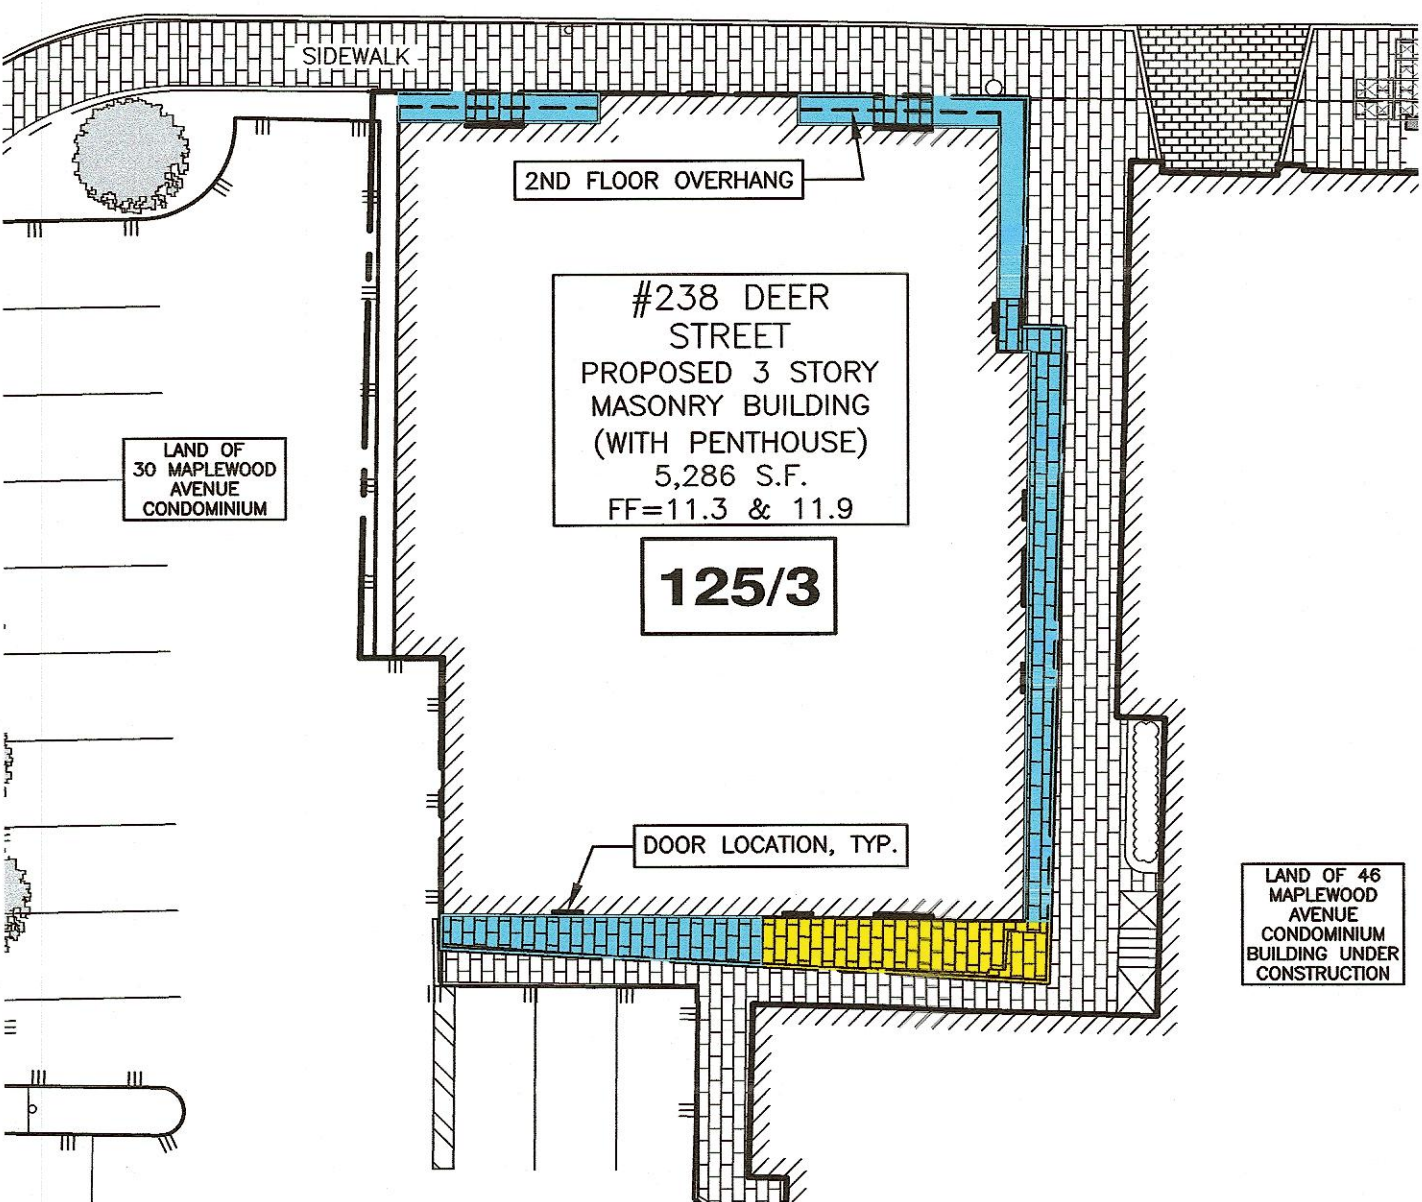 SIDEWALK
2ND FLOOR OVERHANG
#238 DEER
STREET
PROPOSED 3 STORY
MASONRY BUILDING
(WITH PENTHOUSE)
5,286 S.F.
FF=11.3 & 11.9
125/3
LAND OF
30 MAPLEWOOD
AVENUE
CONDOMINIUM
DOOR LOCATION, TYP.
LAND OF 46
MAPLEWOOD
AVENUE
CONDOMINIUM
BUILDING UNDER
CONSTRUCTION